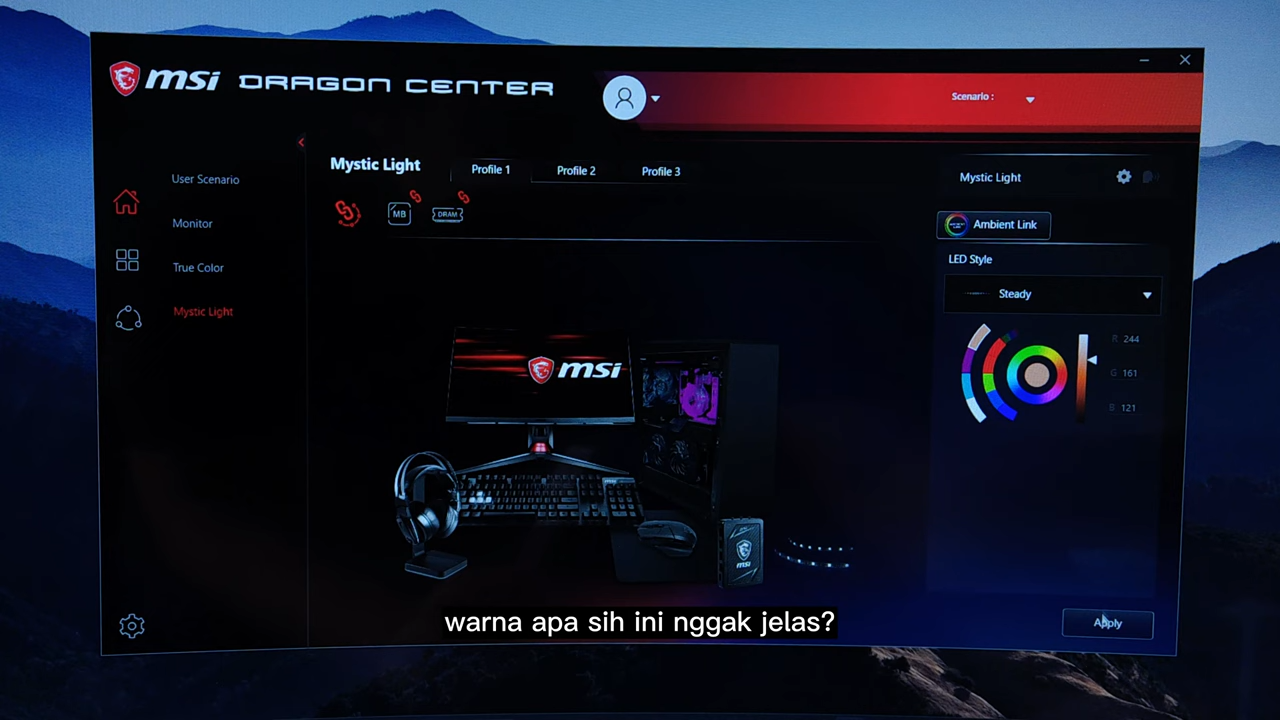 msi DRAGON CENTER
Scenario :
User Scenario
Monitor
True Color
Mystic Light
Mystic Light
Profile 1
Profile 2
Profile 3
MB
DRAM
Mystic Light
Ambient Link
LED Style
Steady
R 244
G 161
B 121
msi
msi
Apply
warna apa sih ini nggak jelas?